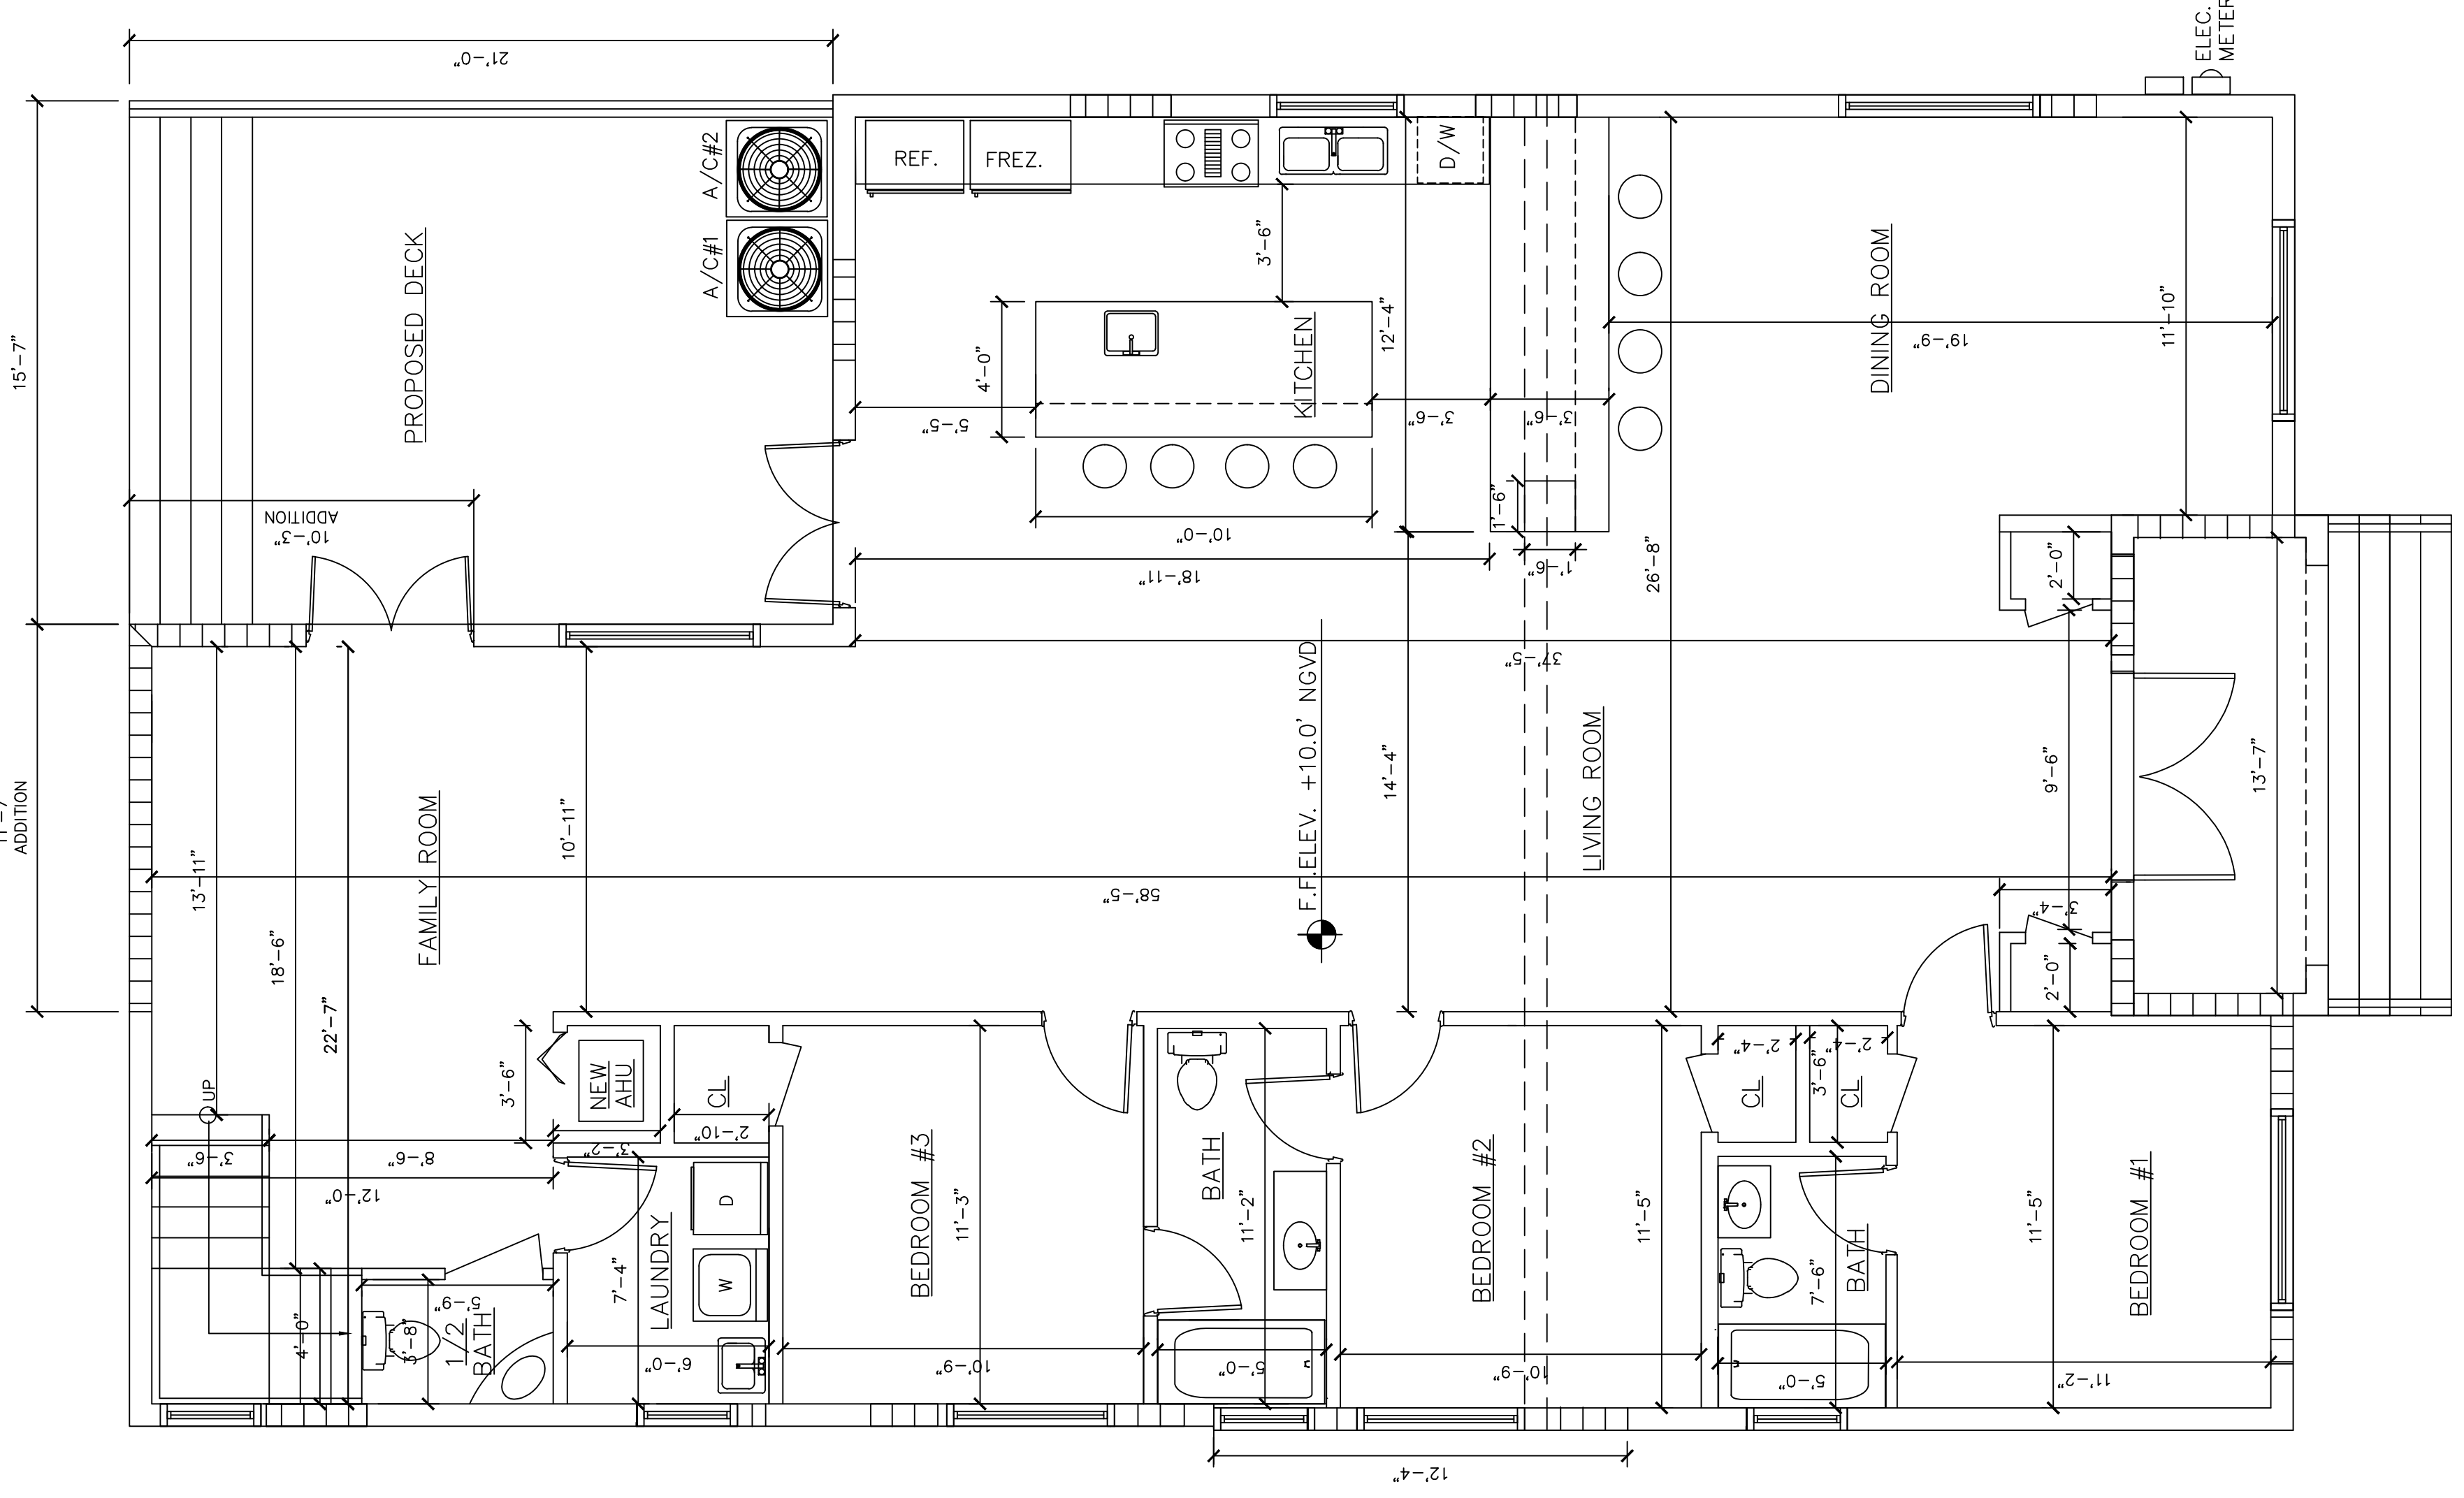 21'-0"
ELEC.
METER
15'-7"
PROPOSED DECK
A/C#2
A/C#1
REF.
FREZ.
D/W
3'-6"
4'-0"
KITCHEN
12'-4"
DINING ROOM
19'-9"
11'-10"
5'-5"
3'-6"
3'-6"
1'-6"
10'-3"
ADDITION
10'-0"
18'-11"
1'-6"
26'-8"
2'-0"
37'-5"
ADDITION
13'-11"
FAMILY ROOM
10'-11"
58'-5"
F.F.ELEV. +10.0' NGVD
14'-4"
LIVING ROOM
9'-6"
13'-7"
3'-4"
2'-0"
18'-6"
22'-7"
UP
3'-6"
NEW
AHU
CL
2'-10"
3'-2"
3'-6"
8'-6"
12'-0"
D
W
LAUNDRY
7'-4"
6'-0"
5'-9"
4'-0"
3'-8"
1/2
BATH
BEDROOM #3
11'-3"
10'-9"
BATH
11'-2"
5'-0"
BEDROOM #2
11'-5"
10'-9"
2'-4"
2'-4"
CL
3'-6"
CL
BATH
7'-6"
5'-0"
BEDROOM #1
11'-5"
11'-2"
12'-4"